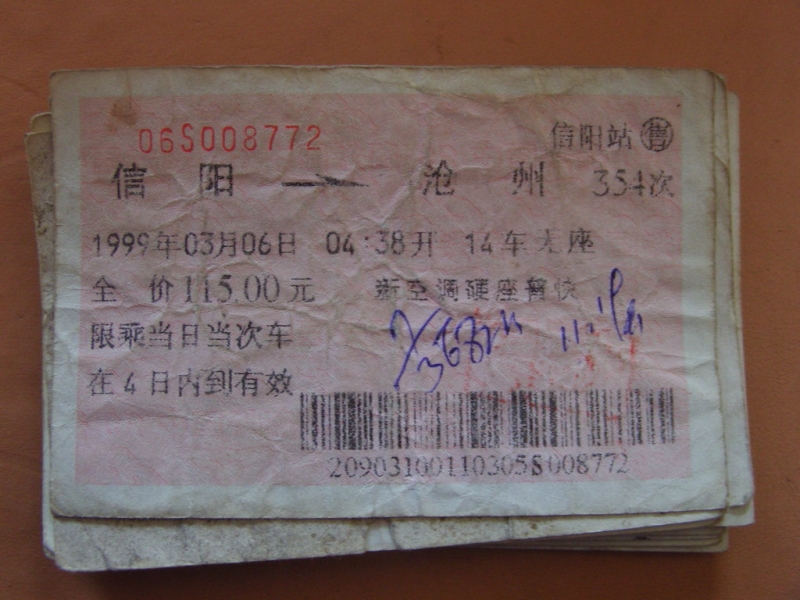 06S008772 信阳站 售
信阳 → 沧州 354次
1999年03月06日 04:38开 14车无座
全 价115.00元 新空调硬座普快
限乘当日当次车
在4日内到有效
20903100110305S008772